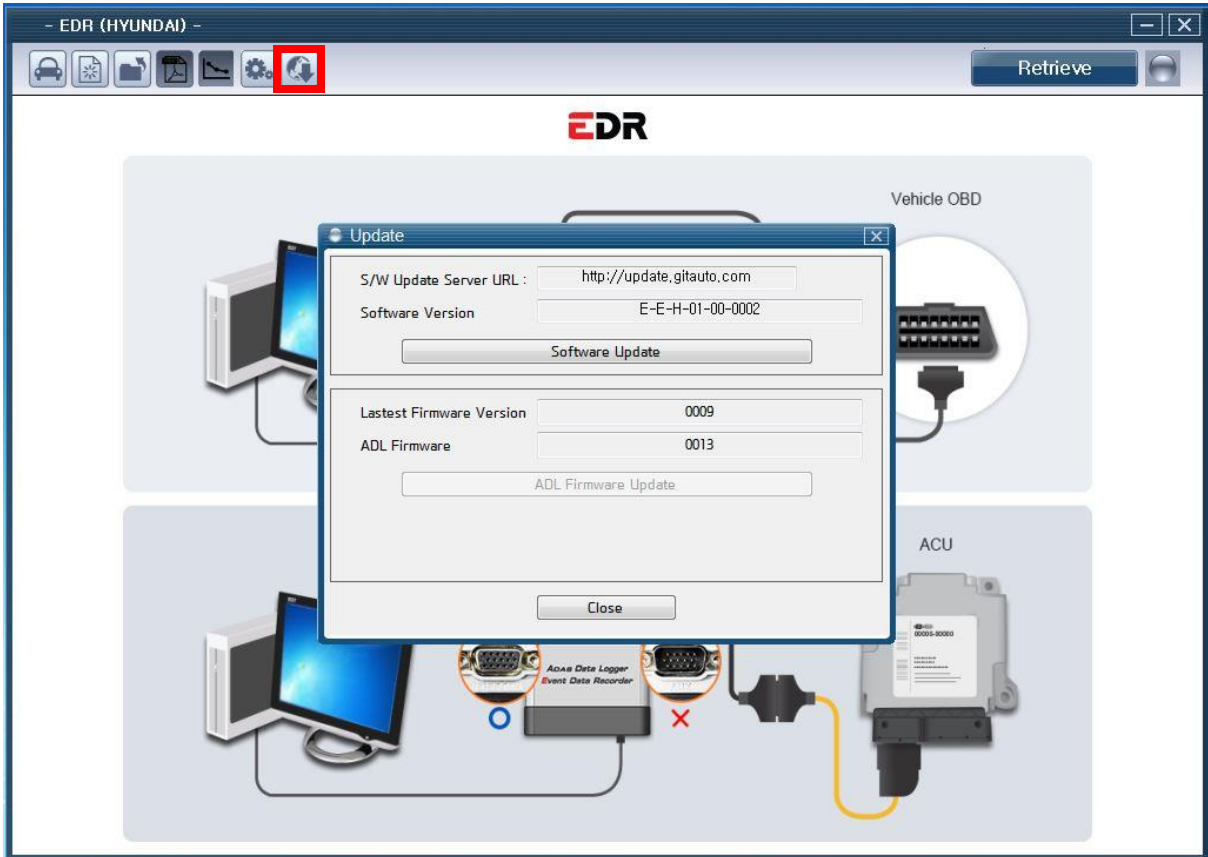 - EDR (HYUNDAI) -
Retrieve
EDR
Vehicle OBD
Update
S/W Update Server URL : http://update.gitauto.com
Software Version E-E-H-01-00-0002
Software Update
Lastest Firmware Version 0009
ADL Firmware 0013
ADL Firmware Update
Close
ACU
00005-00000
ADAS Data Logger
Event Data Recorder